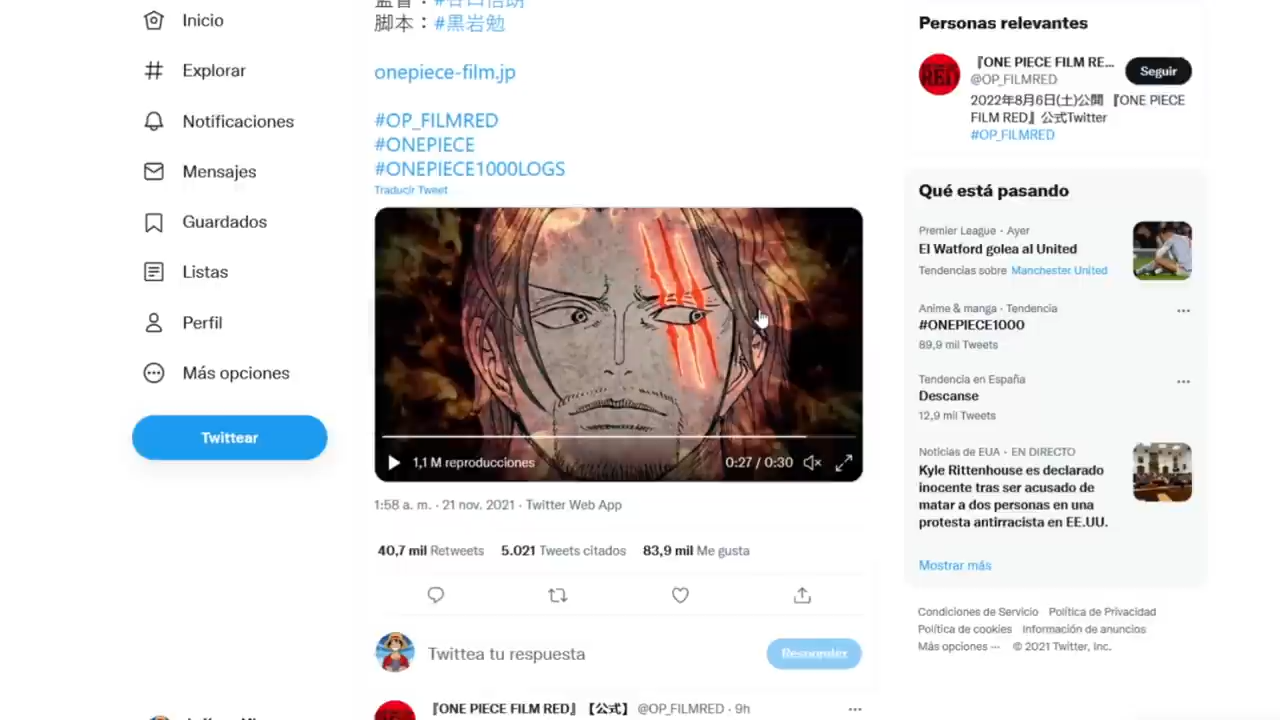 Inicio
Explorar
Notificaciones
Mensajes
Guardados
Listas
Perfil
Más opciones
Twittear
脚本：#黒岩勉
onepiece-film.jp
#OP_FILMRED
#ONEPIECE
#ONEPIECE1000LOGS
Traducir Tweet
1,1 M reproducciones
0:27 / 0:30
1:58 a. m. · 21 nov. 2021 · Twitter Web App
40,7 mil Retweets 5.021 Tweets citados 83,9 mil Me gusta
Twittea tu respuesta
Responder
『ONE PIECE FILM RED』【公式】 @OP_FILMRED · 9h
Personas relevantes
『ONE PIECE FILM RE...
@OP_FILMRED
Seguir
2022年8月6日(土)公開 『ONE PIECE
FILM RED』公式Twitter
#OP_FILMRED
Qué está pasando
Premier League · Ayer
El Watford golea al United
Tendencias sobre Manchester United
Anime & manga · Tendencia
#ONEPIECE1000
89,9 mil Tweets
Tendencia en España
Descanse
12,9 mil Tweets
Noticias de EUA · EN DIRECTO
Kyle Rittenhouse es declarado
inocente tras ser acusado de
matar a dos personas en una
protesta antirracista en EE.UU.
Mostrar más
Condiciones de Servicio Política de Privacidad
Política de cookies Información de anuncios
Más opciones ··· © 2021 Twitter, Inc.